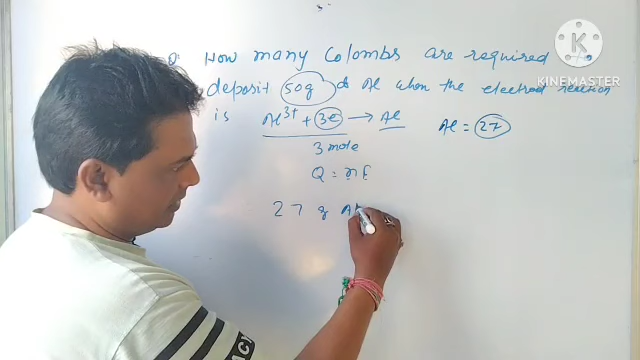 Q: How many Colombs are required to
deposit 50g of Al when the electrod reaction
is Al³⁺ + 3e → Al Al = 27
3 mole
Q = nF
27 g Al
K
KINEMASTER